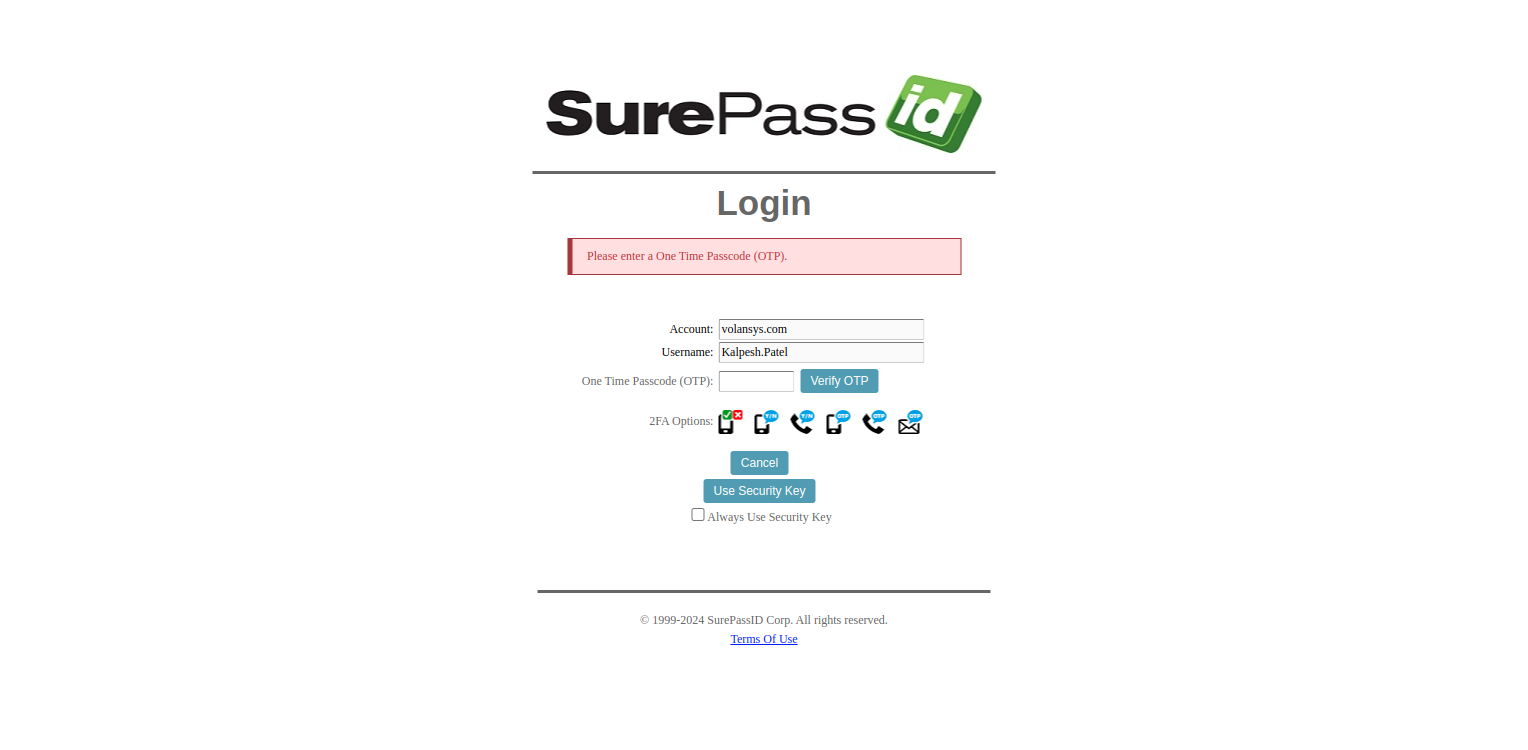 SurePass id
Login
Please enter a One Time Passcode (OTP).
Account: volansys.com
Username: Kalpesh.Patel
One Time Passcode (OTP): Verify OTP
2FA Options: Y/N Y/N OTP OTP OTP
Cancel
Use Security Key
Always Use Security Key
© 1999-2024 SurePassID Corp. All rights reserved.
Terms Of Use